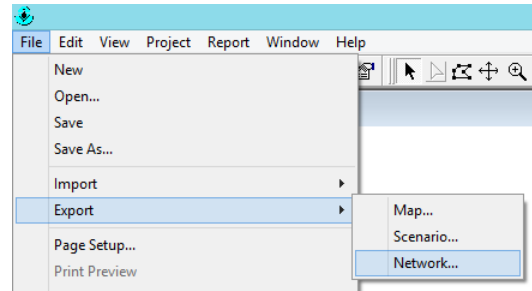 File Edit View Project Report Window Help
New
Open...
Save
Save As...
Import
Export
Map...
Scenario...
Network...
Page Setup...
Print Preview